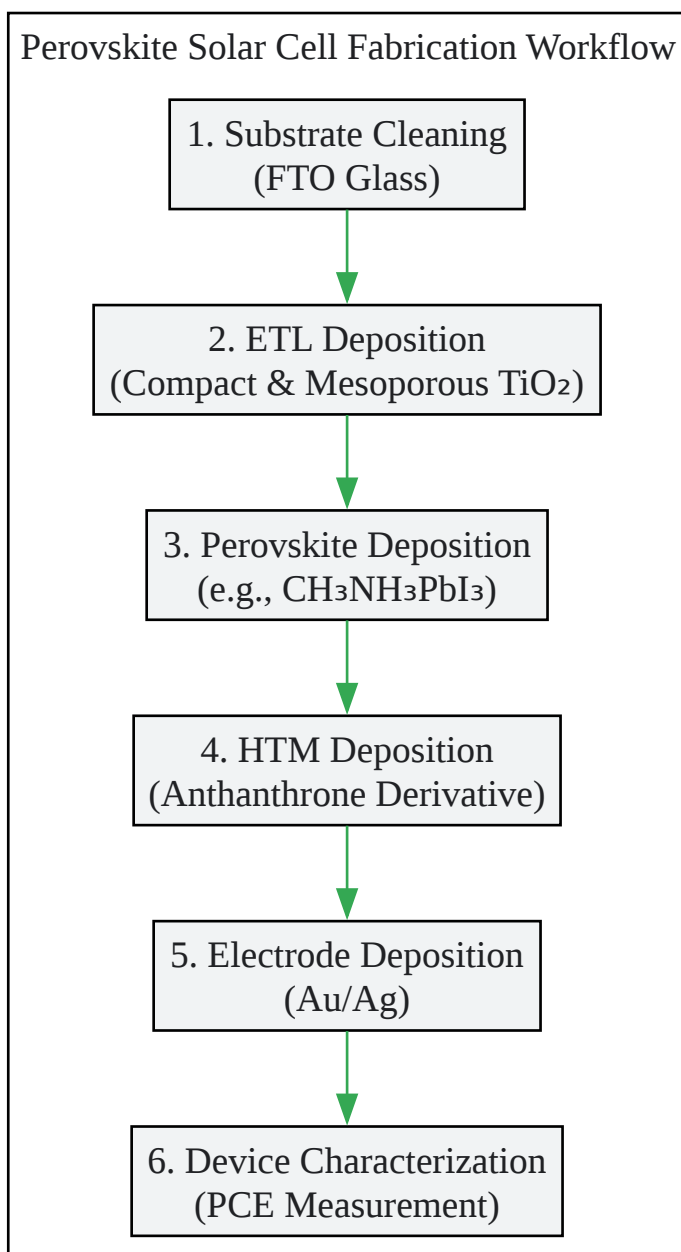 Perovskite Solar Cell Fabrication Workflow
1. Substrate Cleaning
(FTO Glass)
2. ETL Deposition
(Compact & Mesoporous TiO₂)
3. Perovskite Deposition
(e.g., CH₃NH₃PbI₃)
4. HTM Deposition
(Anthanthrone Derivative)
5. Electrode Deposition
(Au/Ag)
6. Device Characterization
(PCE Measurement)